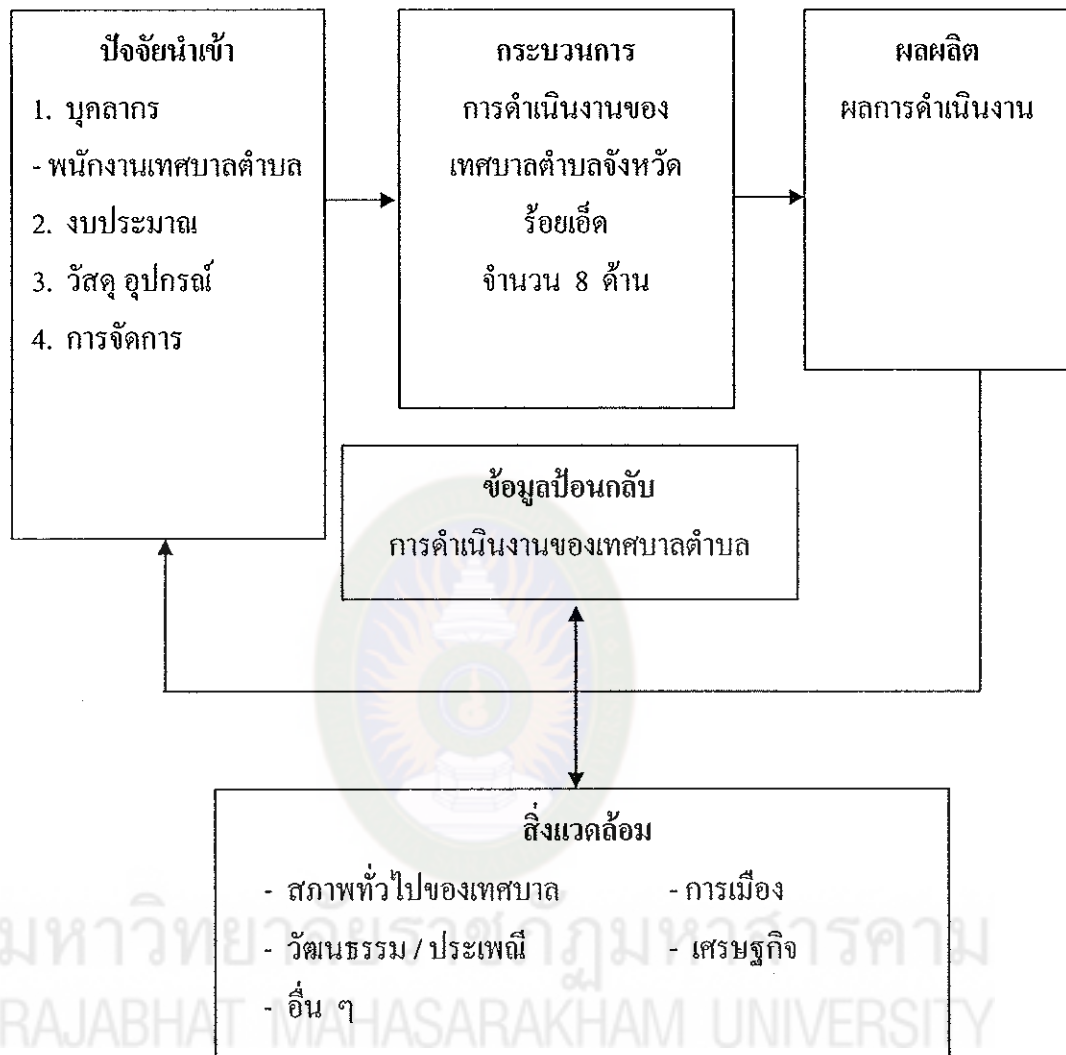 ปัจจัยนำเข้า
1. บุคลากร
- พนักงานเทศบาลตำบล
2. งบประมาณ
3. วัสดุ อุปกรณ์
4. การจัดการ
กระบวนการ
การดำเนินงานของ
เทศบาลตำบลจังหวัด
ร้อยเอ็ด
จำนวน 8 ด้าน
ผลผลิต
ผลการดำเนินงาน
ข้อมูลป้อนกลับ
การดำเนินงานของเทศบาลตำบล
สิ่งแวดล้อม
- สภาพทั่วไปของเทศบาล - การเมือง
- วัฒนธรรม / ประเพณี - เศรษฐกิจ
- อื่น ๆ
มหาวิทยาลัยราชภัฏมหาสารคาม
RAJABHAT MAHASARAKHAM UNIVERSITY